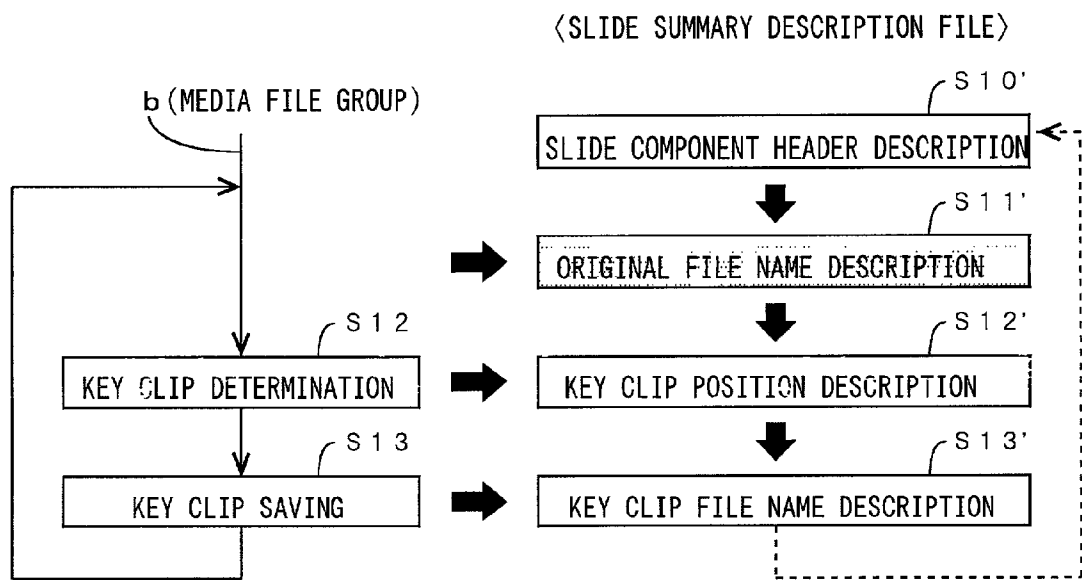 〈SLIDE SUMMARY DESCRIPTION FILE〉
b (MEDIA FILE GROUP)
S10'
SLIDE COMPONENT HEADER DESCRIPTION
S11'
ORIGINAL FILE NAME DESCRIPTION
S12
S12'
KEY CLIP DETERMINATION
KEY CLIP POSITION DESCRIPTION
S13
S13'
KEY CLIP SAVING
KEY CLIP FILE NAME DESCRIPTION